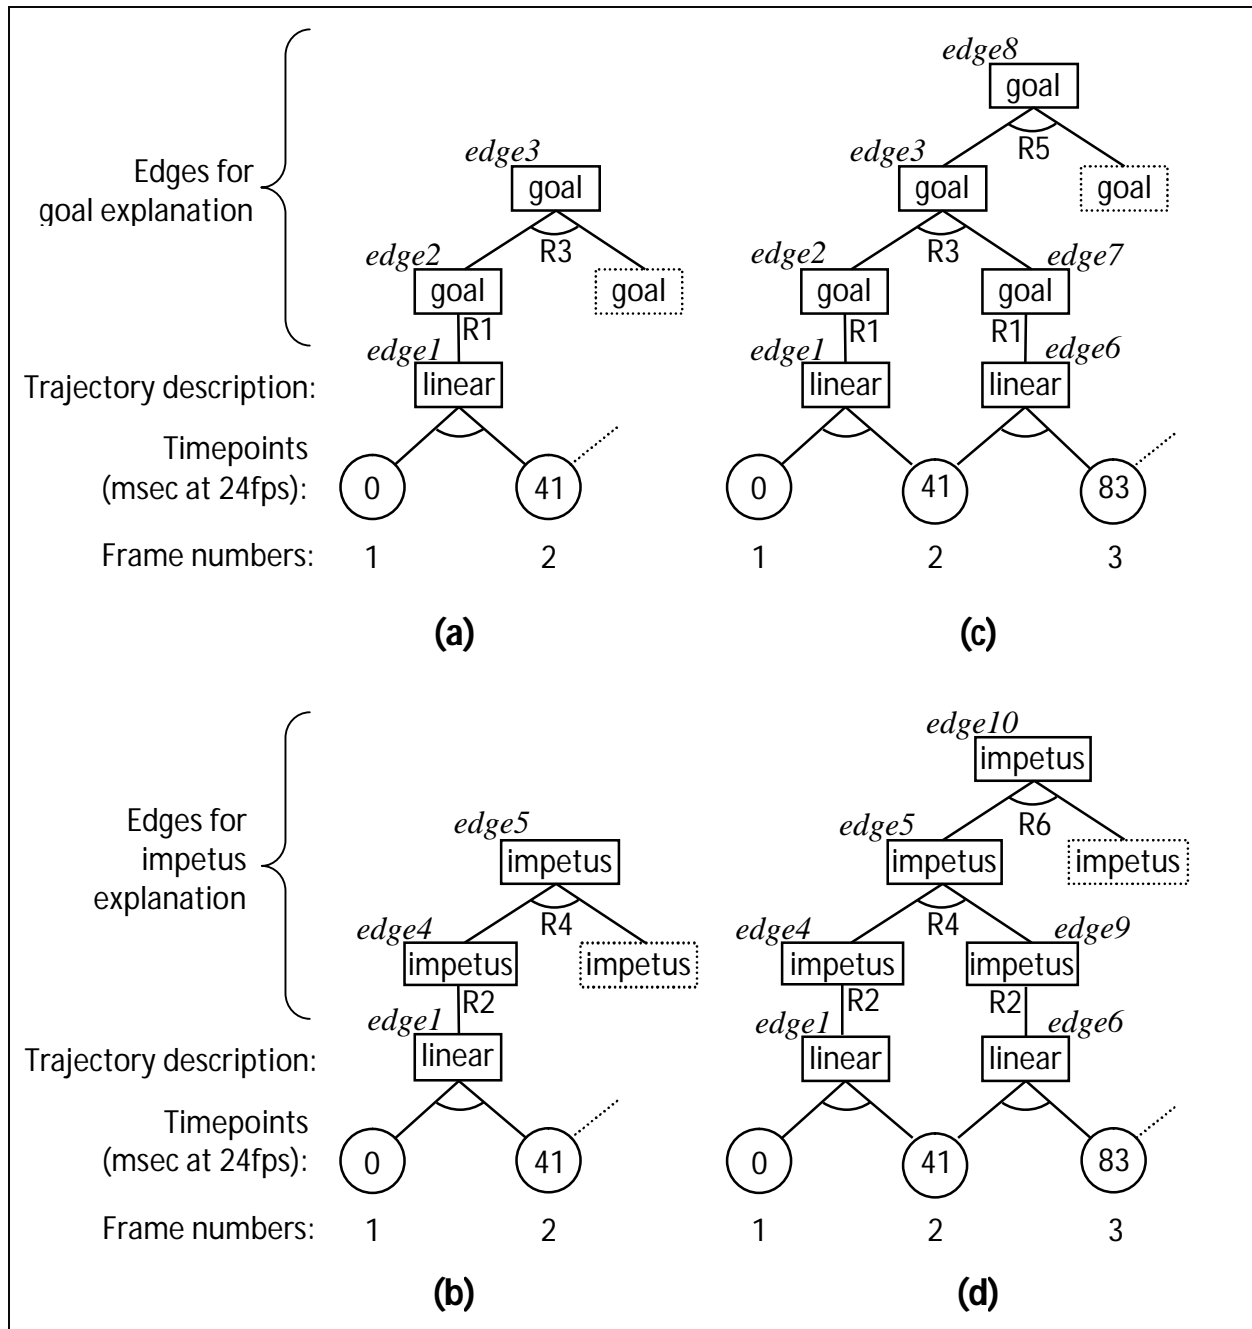 edge8
goal
R5
goal
edge3
goal
R3
goal
edge3
goal
R3
Edges for
goal explanation
edge2
goal
R1
edge2
goal
R1
edge7
goal
R1
edge1
linear
edge1
linear
edge6
linear
Trajectory description:
Timepoints
(msec at 24fps):
0
41
0
41
83
Frame numbers:
1
2
1
2
3
(a)
(c)
edge10
impetus
R6
impetus
edge5
impetus
R4
impetus
edge5
impetus
R4
Edges for
impetus
explanation
edge4
impetus
R2
edge4
impetus
R2
edge9
impetus
R2
edge1
linear
edge1
linear
edge6
linear
Trajectory description:
Timepoints
(msec at 24fps):
0
41
0
41
83
Frame numbers:
1
2
1
2
3
(b)
(d)